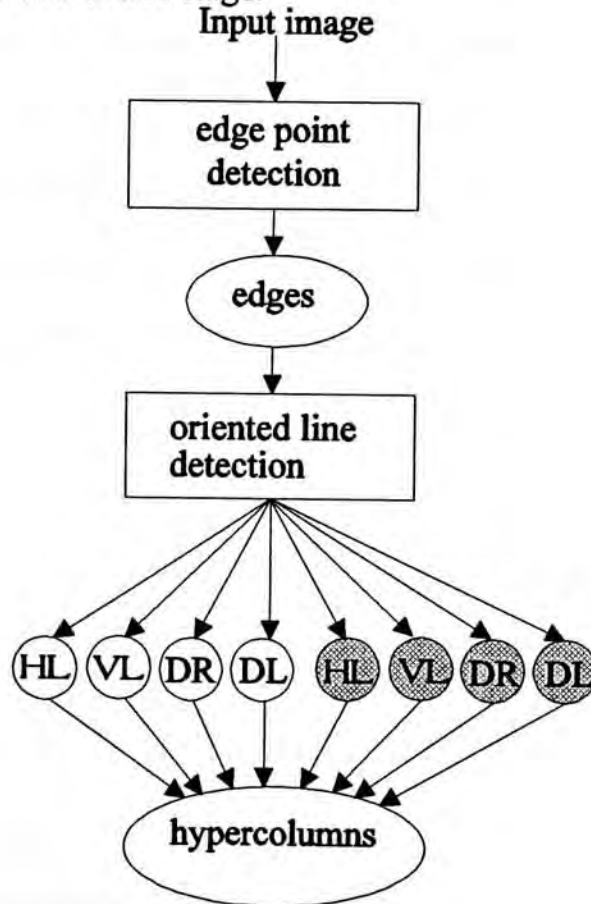 Input image
edge point
detection
edges
oriented line
detection
HL VL DR DL HL VL DR DL
hypercolumns